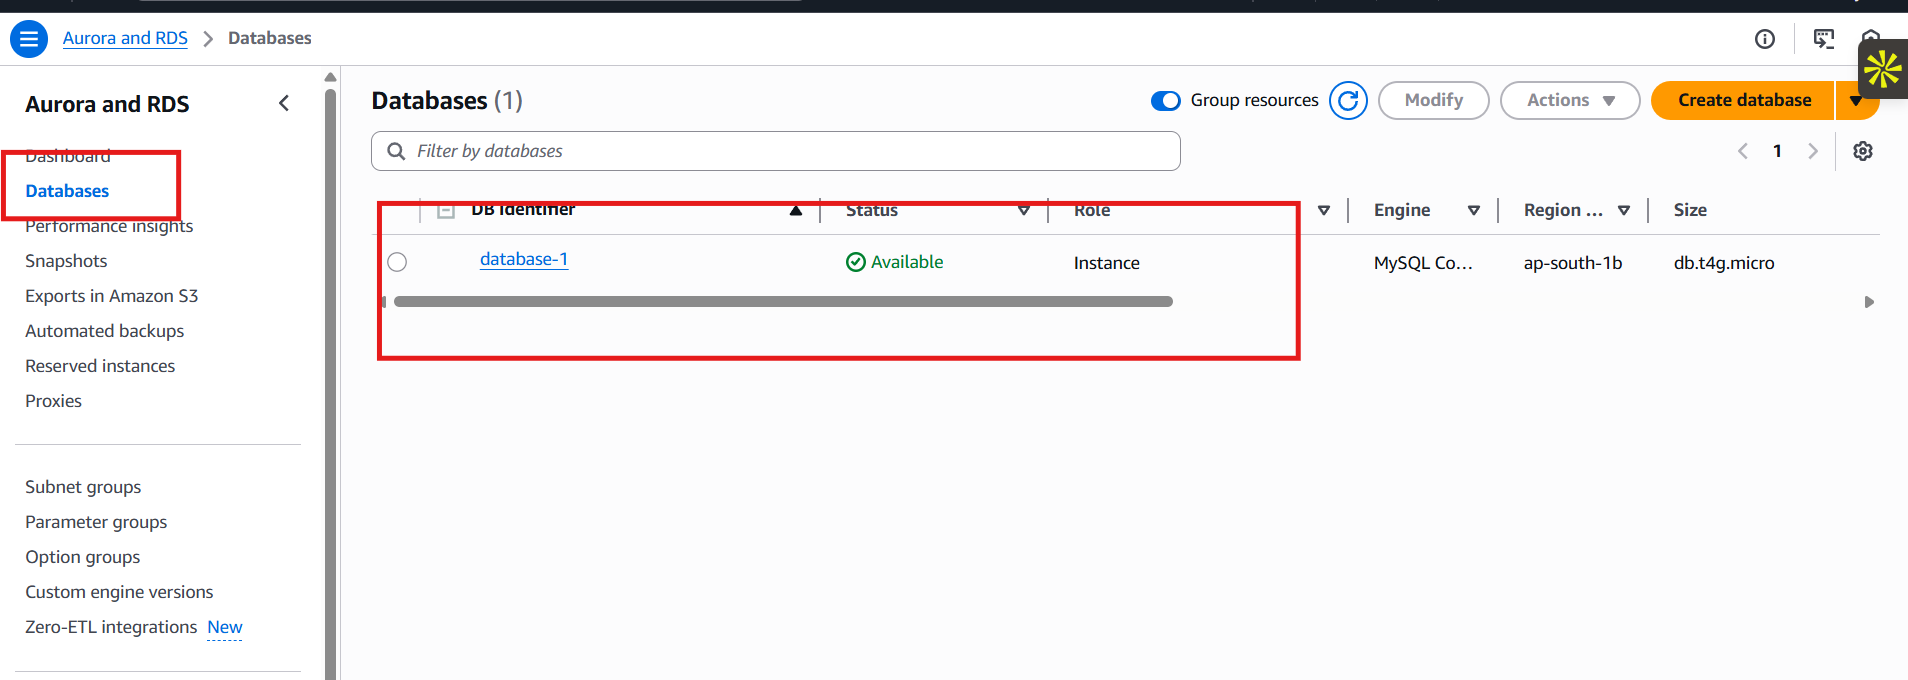 Aurora and RDS > Databases
Aurora and RDS
Dashboard
Databases
Performance insights
Snapshots
Exports in Amazon S3
Automated backups
Reserved instances
Proxies
Subnet groups
Parameter groups
Option groups
Custom engine versions
Zero-ETL integrations New
Databases (1)
Group resources
Modify
Actions
Create database
Filter by databases
1
DB identifier Status Role Engine Region ... Size
database-1 Available Instance MySQL Co... ap-south-1b db.t4g.micro